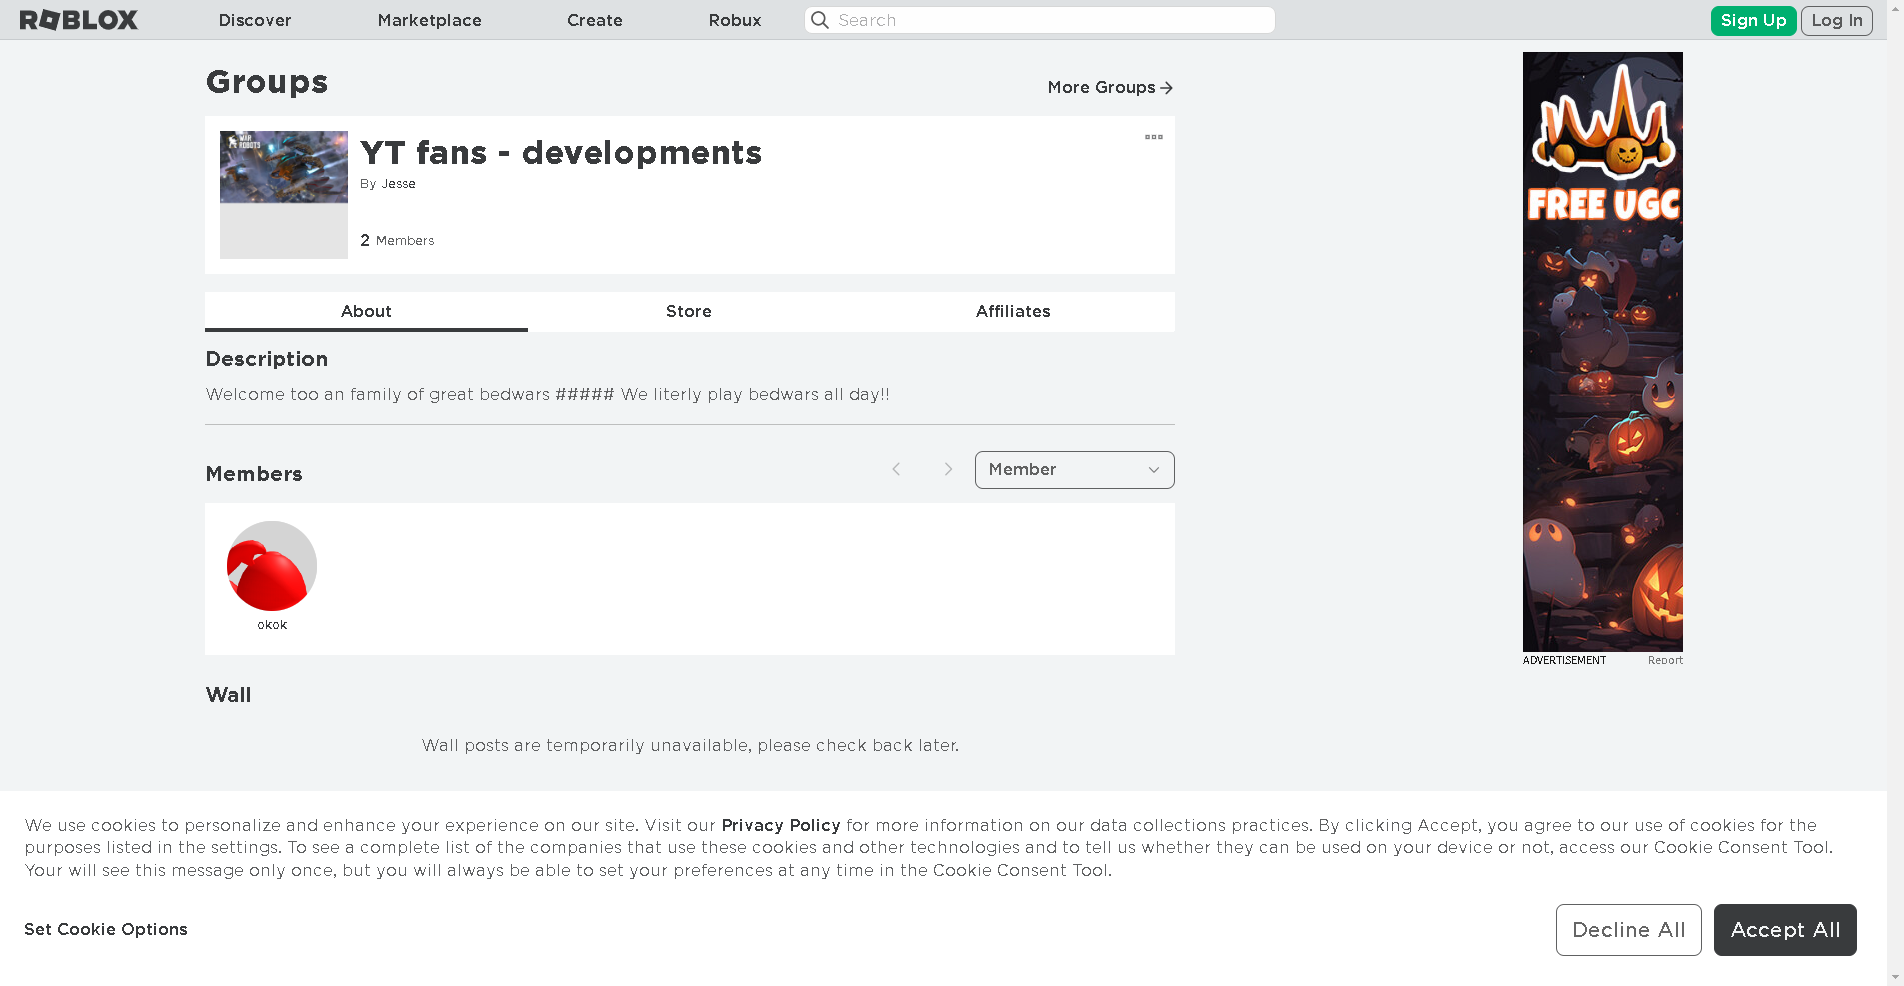 ROBLOX
Discover
Marketplace
Create
Robux
Search
Sign Up
Log In
Groups
More Groups
WAR ROBOTS
YT fans - developments
By Jesse
2 Members
FREE UGC
About
Store
Affiliates
Description
Welcome too an family of great bedwars ##### We literly play bedwars all day!!
Members
Member
okok
ADVERTISEMENT
Report
Wall
Wall posts are temporarily unavailable, please check back later.
We use cookies to personalize and enhance your experience on our site. Visit our Privacy Policy for more information on our data collections practices. By clicking Accept, you agree to our use of cookies for the
purposes listed in the settings. To see a complete list of the companies that use these cookies and other technologies and to tell us whether they can be used on your device or not, access our Cookie Consent Tool.
Your will see this message only once, but you will always be able to set your preferences at any time in the Cookie Consent Tool.
Set Cookie Options
Decline All
Accept All